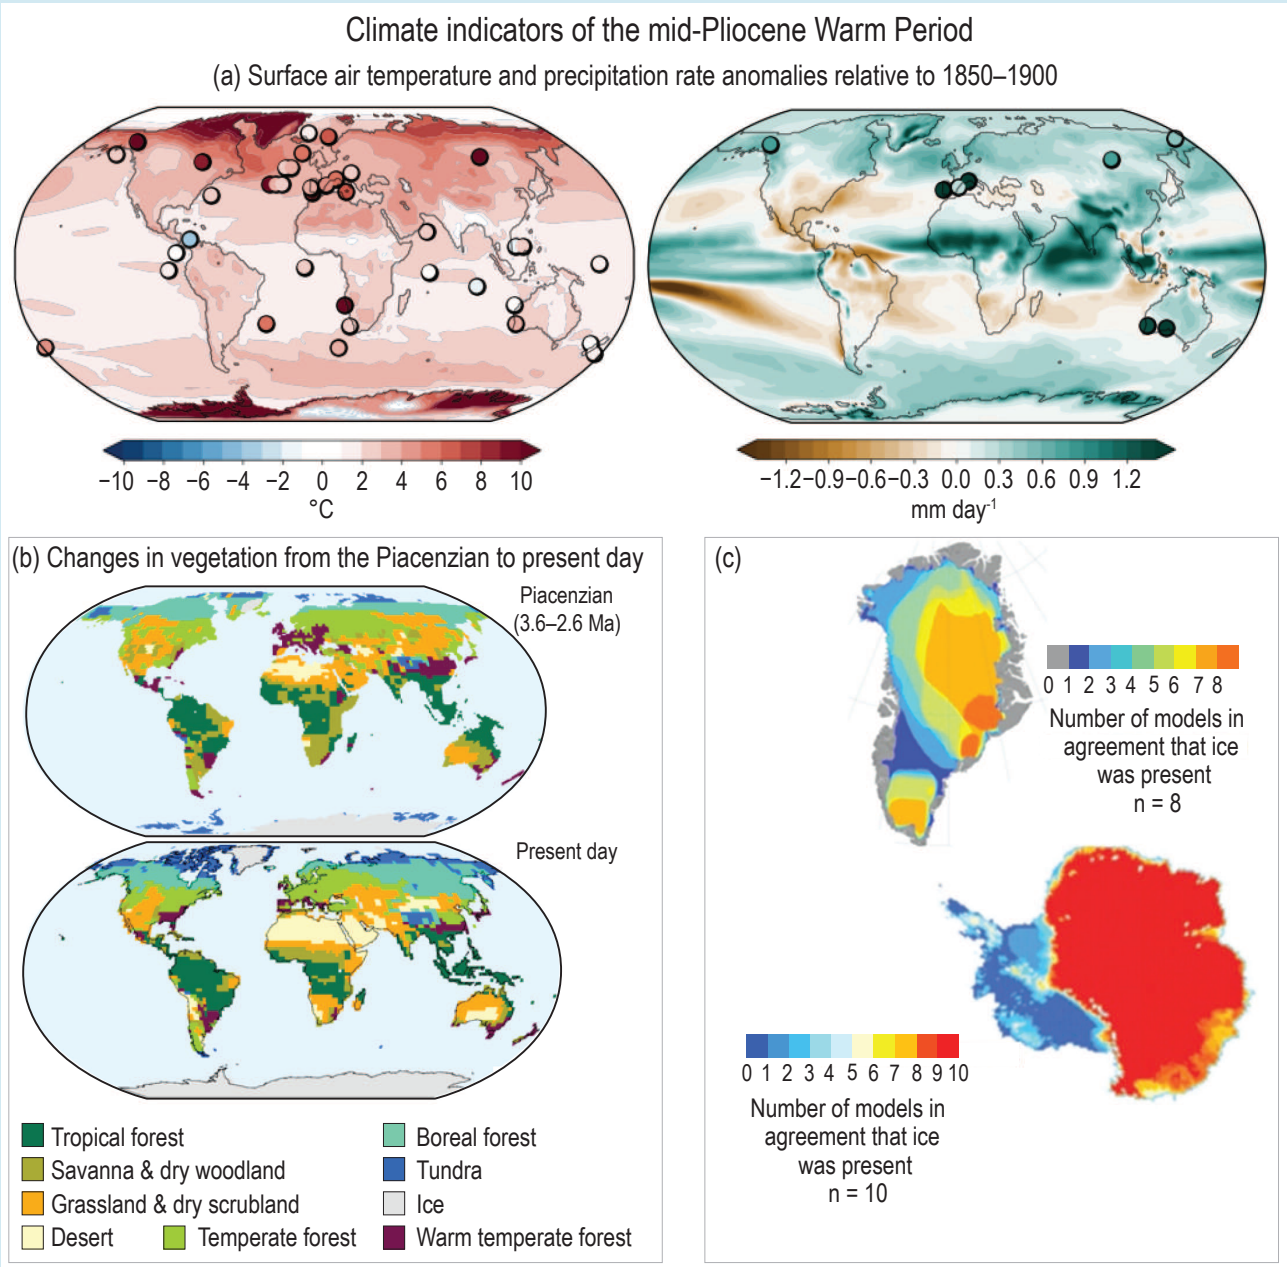 Climate indicators of the mid-Pliocene Warm Period
(a) Surface air temperature and precipitation rate anomalies relative to 1850–1900
−10 −8 −6 −4 −2 0 2 4 6 8 10
°C
−1.2−0.9−0.6−0.3 0.0 0.3 0.6 0.9 1.2
mm day-1
(b) Changes in vegetation from the Piacenzian to present day
Piacenzian
(3.6–2.6 Ma)
Present day
Tropical forest
Savanna & dry woodland
Grassland & dry scrubland
Desert
Temperate forest
Boreal forest
Tundra
Ice
Warm temperate forest
(c)
0 1 2 3 4 5 6 7 8
Number of models in
agreement that ice
was present
n = 8
0 1 2 3 4 5 6 7 8 9 10
Number of models in
agreement that ice
was present
n = 10